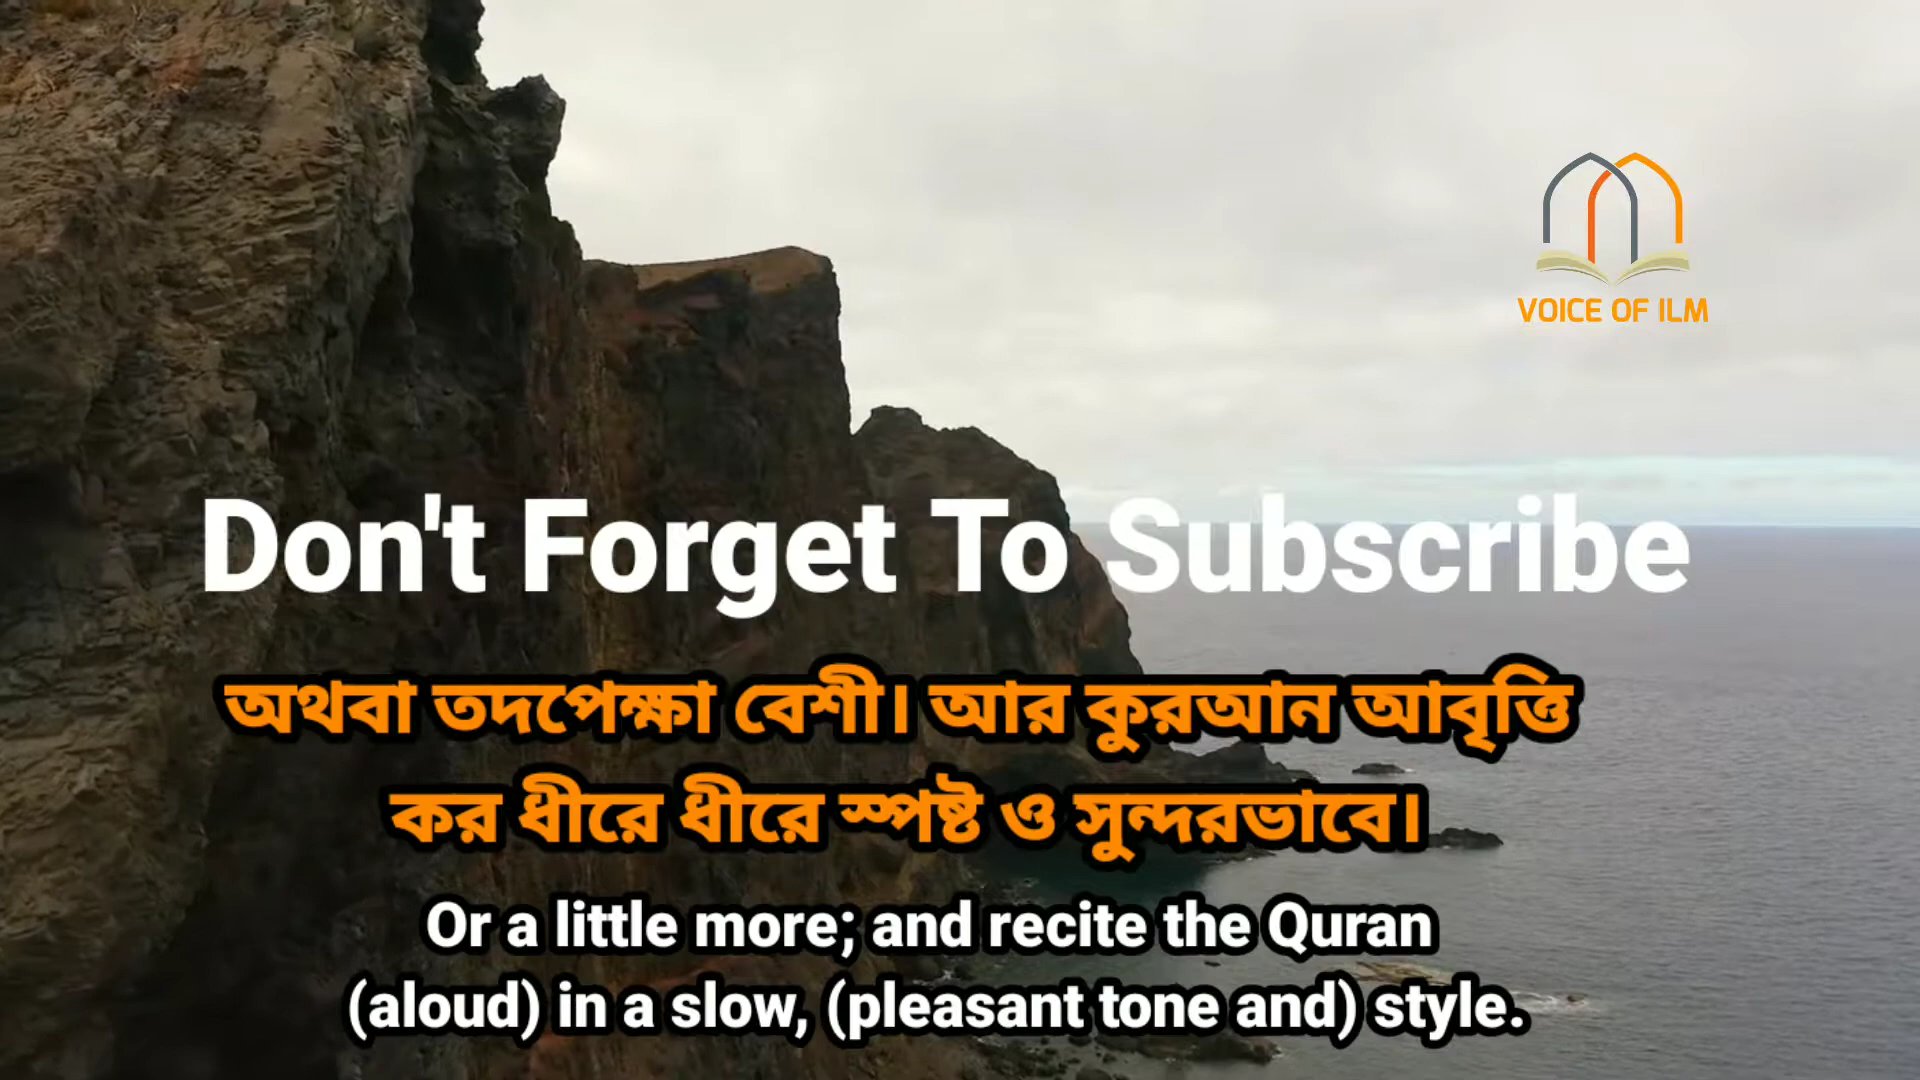 VOICE OF ILM
Don't Forget To Subscribe
অথবা তদপেক্ষা বেশী। আর কুরআন আবৃত্তি
কর ধীরে ধীরে স্পষ্ট ও সুন্দরভাবে।
Or a little more; and recite the Quran
(aloud) in a slow, (pleasant tone and) style.